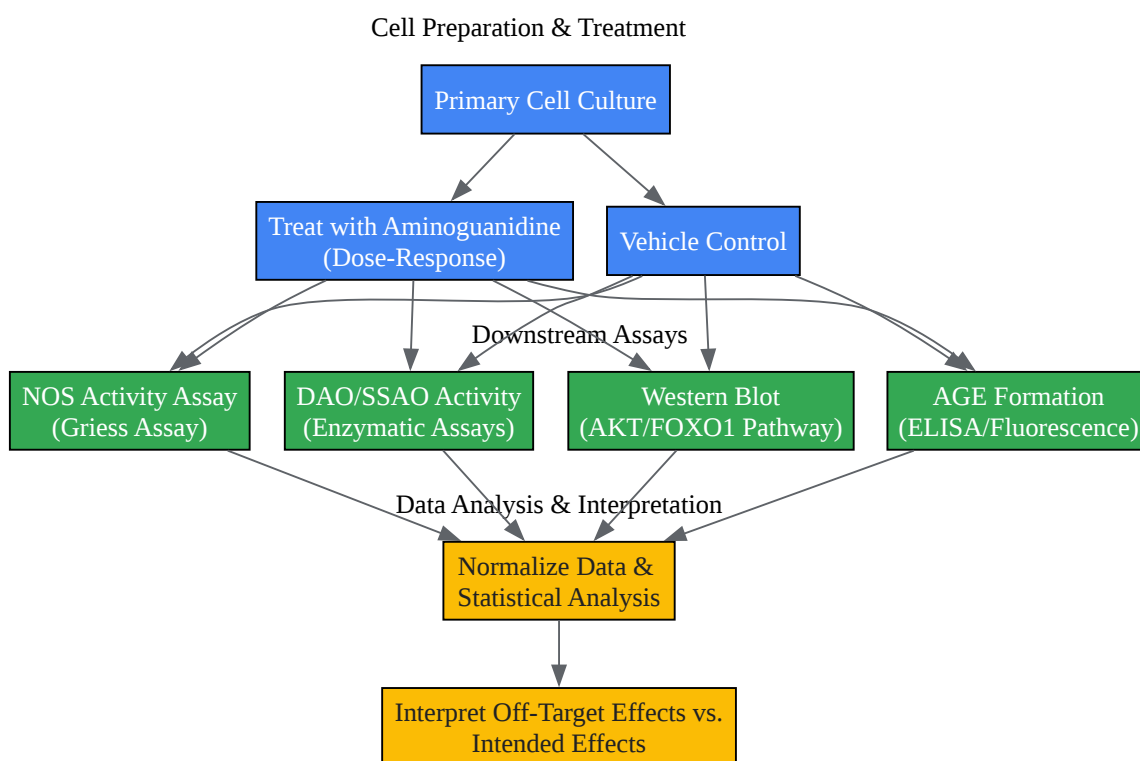 Cell Preparation & Treatment
Primary Cell Culture
Treat with Aminoguanidine
(Dose-Response)
Vehicle Control
Downstream Assays
NOS Activity Assay
(Griess Assay)
DAO/SSAO Activity
(Enzymatic Assays)
Western Blot
(AKT/FOXO1 Pathway)
AGE Formation
(ELISA/Fluorescence)
Data Analysis & Interpretation
Normalize Data &
Statistical Analysis
Interpret Off-Target Effects vs.
Intended Effects